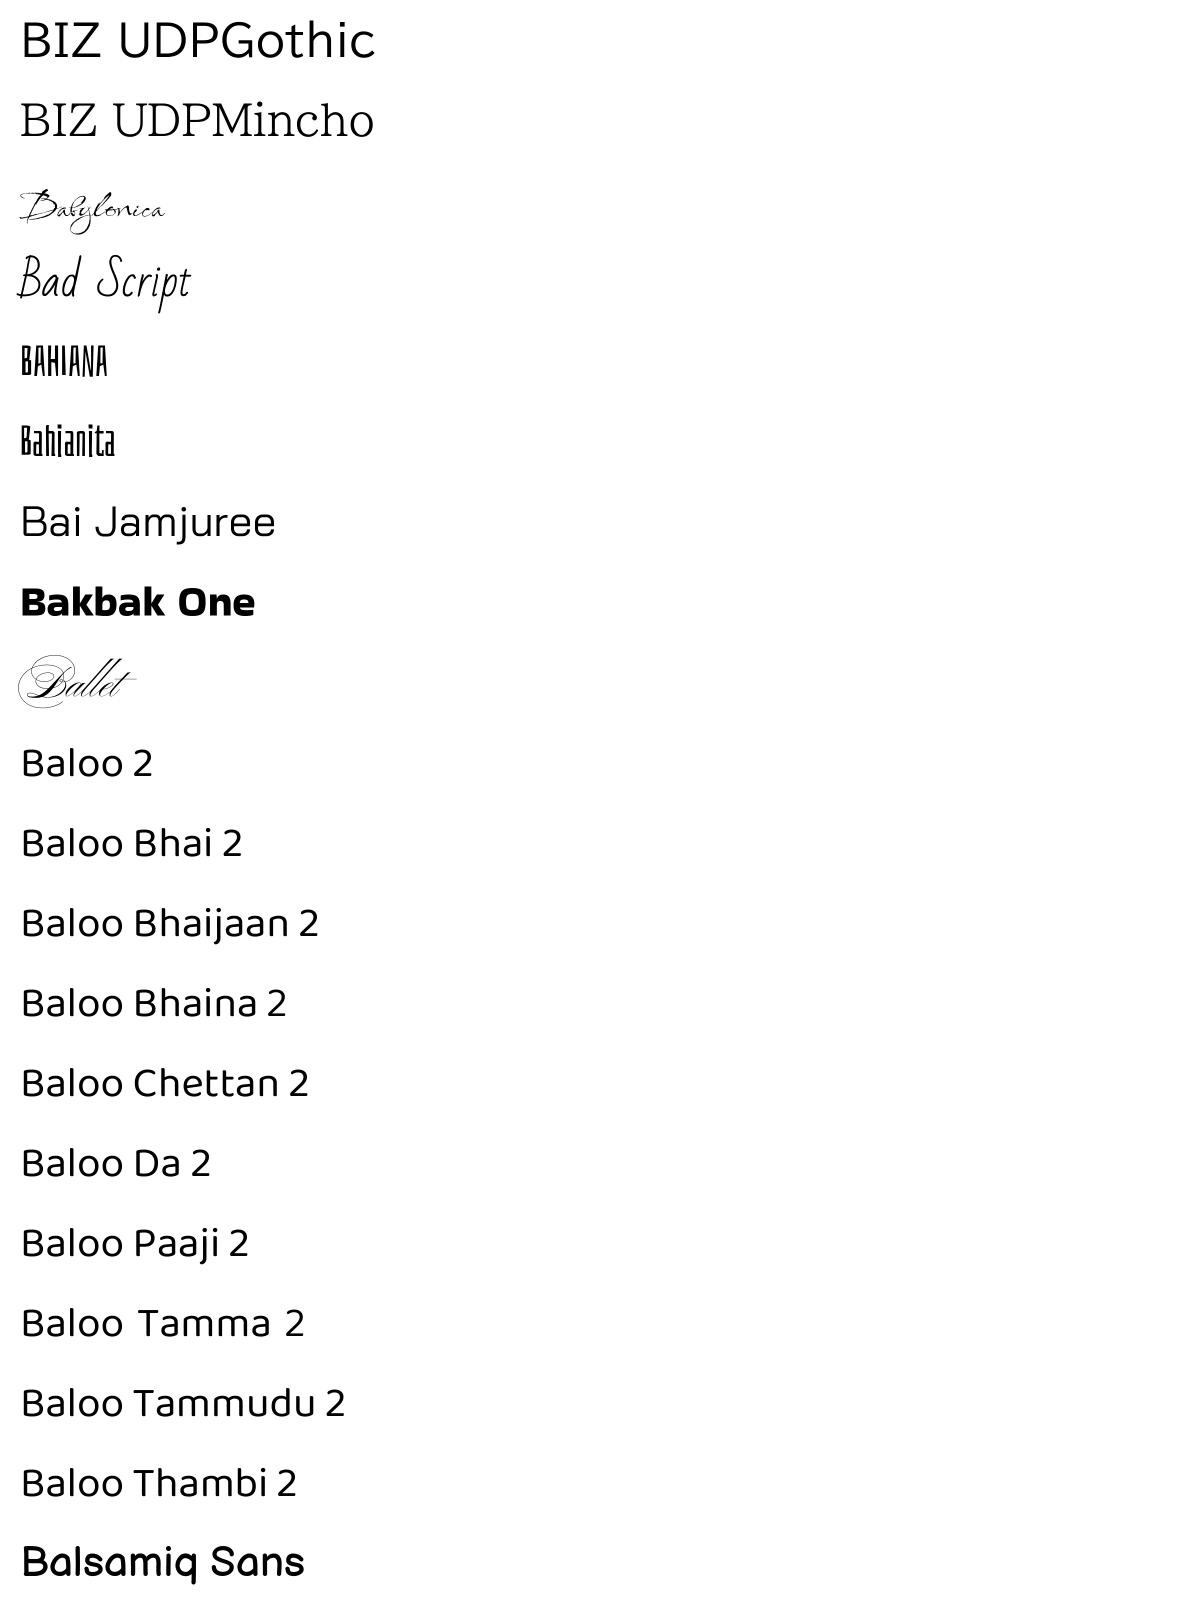 BIZ UDPGothic
BIZ UDPMincho
Babylonica
Bad Script
BAHIANA
Bahianita
Bai Jamjuree
Bakbak One
Ballet
Baloo 2
Baloo Bhai 2
Baloo Bhaijaan 2
Baloo Bhaina 2
Baloo Chettan 2
Baloo Da 2
Baloo Paaji 2
Baloo Tamma 2
Baloo Tammudu 2
Baloo Thambi 2
Balsamiq Sans